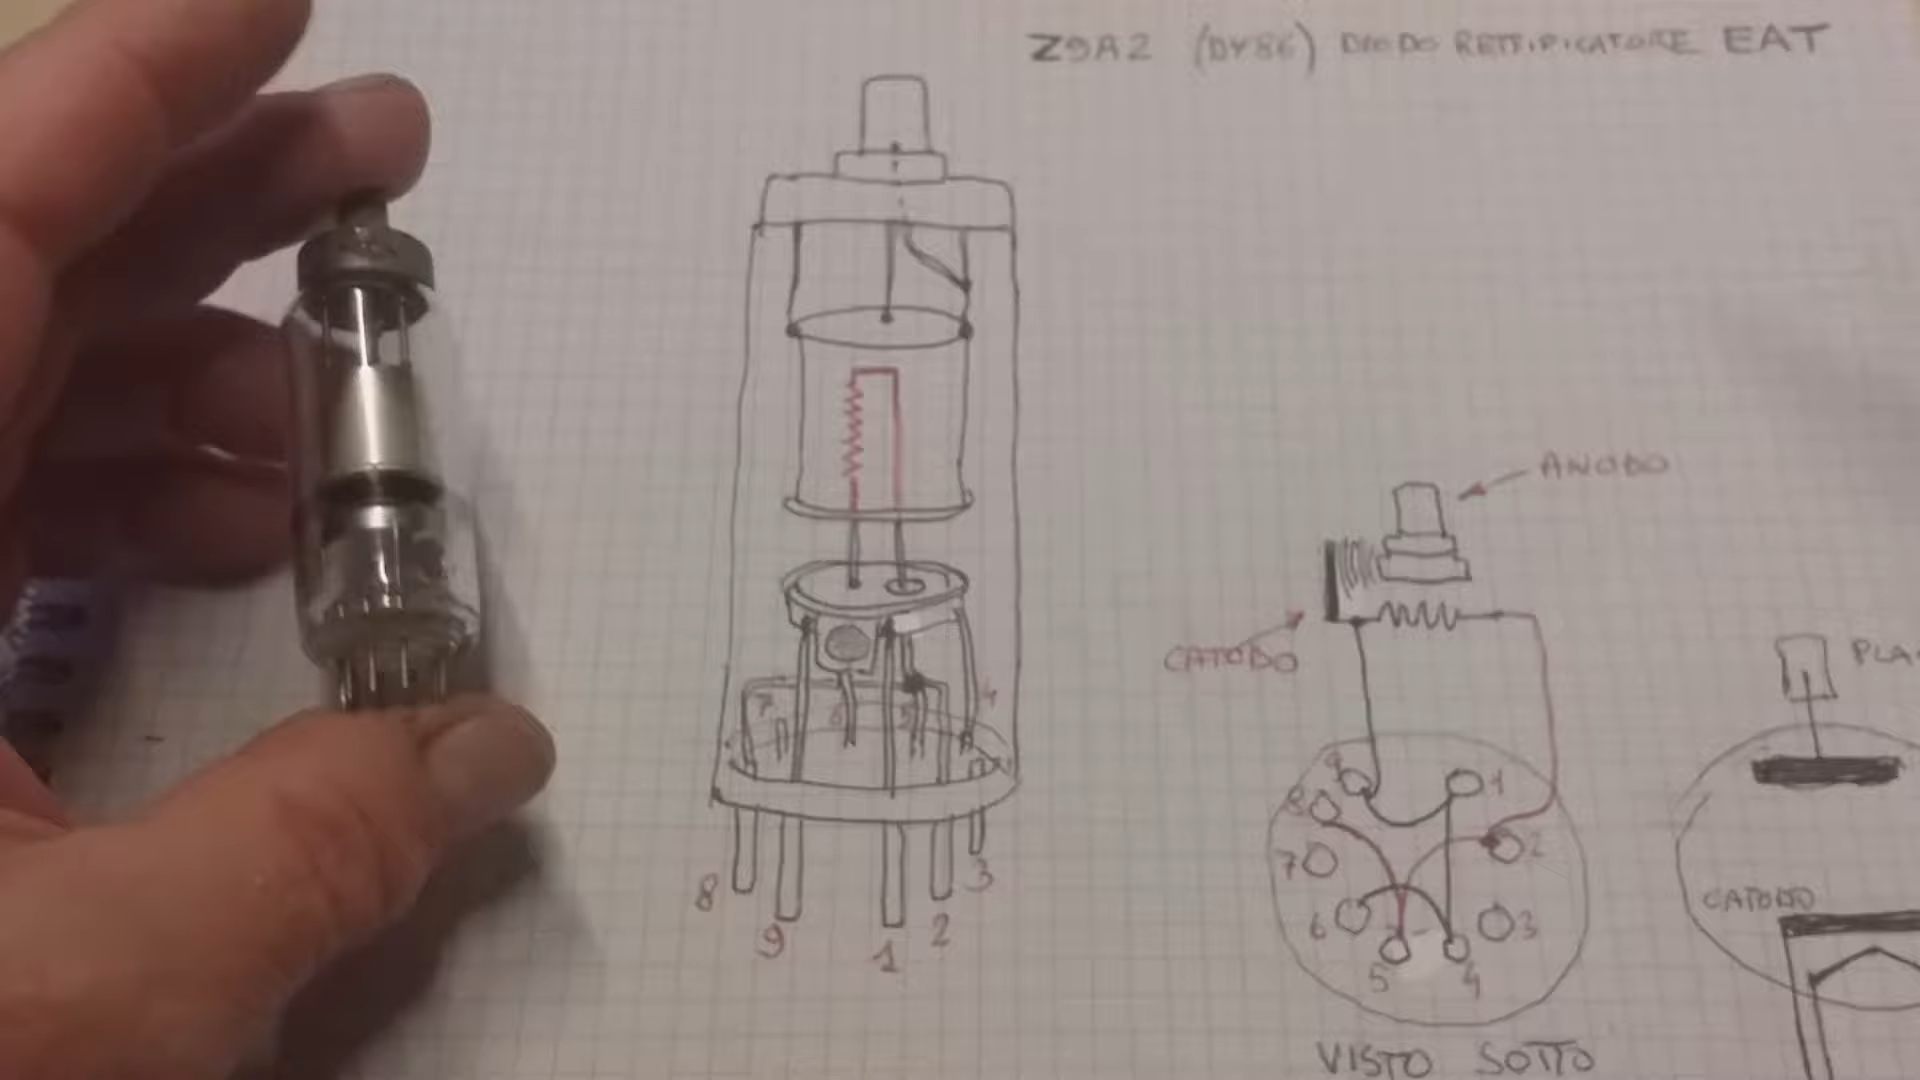 Z9A2 (DY86) DIODO RETTIFICATORE EAT
ANODO
CATODO
PLA
CATODO
7 6 5 4
8 9 1 2 3
9 1
8 2
7
6 3
5 4
VISTO SOTTO